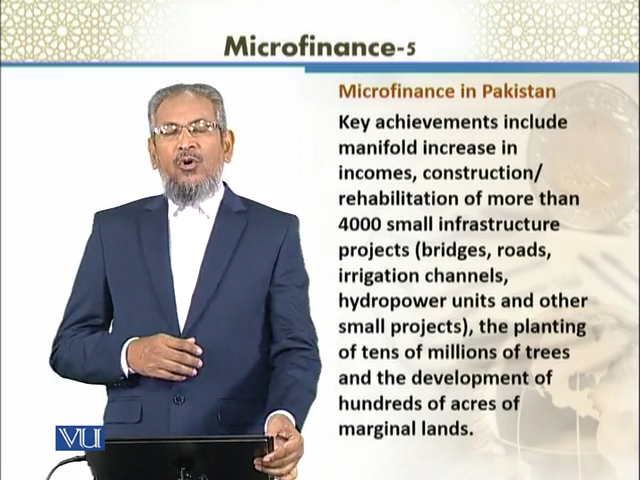 Microfinance-5
Microfinance in Pakistan
Key achievements include
manifold increase in
incomes, construction/
rehabilitation of more than
4000 small infrastructure
projects (bridges, roads,
irrigation channels,
hydropower units and other
small projects), the planting
of tens of millions of trees
and the development of
hundreds of acres of
marginal lands.
VU